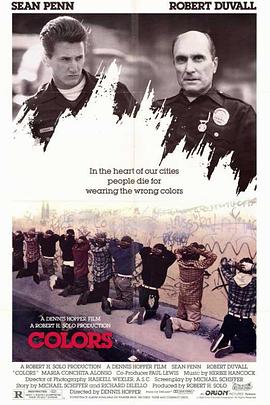 SEAN PENN ROBERT DUVALL
In the heart of our cities
people die for
wearing the wrong colors
A DENNIS HOPPER FILM
A ROBERT H. SOLO PRODUCTION
COLORS
A ROBERT H. SOLO PRODUCTION A DENNIS HOPPER FILM SEAN PENN ROBERT DUVALL
"COLORS" MARIA CONCHITA ALONSO Co-Producer PAUL LEWIS Music by HERBIE HANCOCK
Director of Photography HASKELL WEXLER, A.S.C. Screenplay by MICHAEL SCHIFFER
Story by MICHAEL SCHIFFER and RICHARD DILELLO Produced by ROBERT H. SOLO
Directed by DENNIS HOPPER
R RESTRICTED
ORION